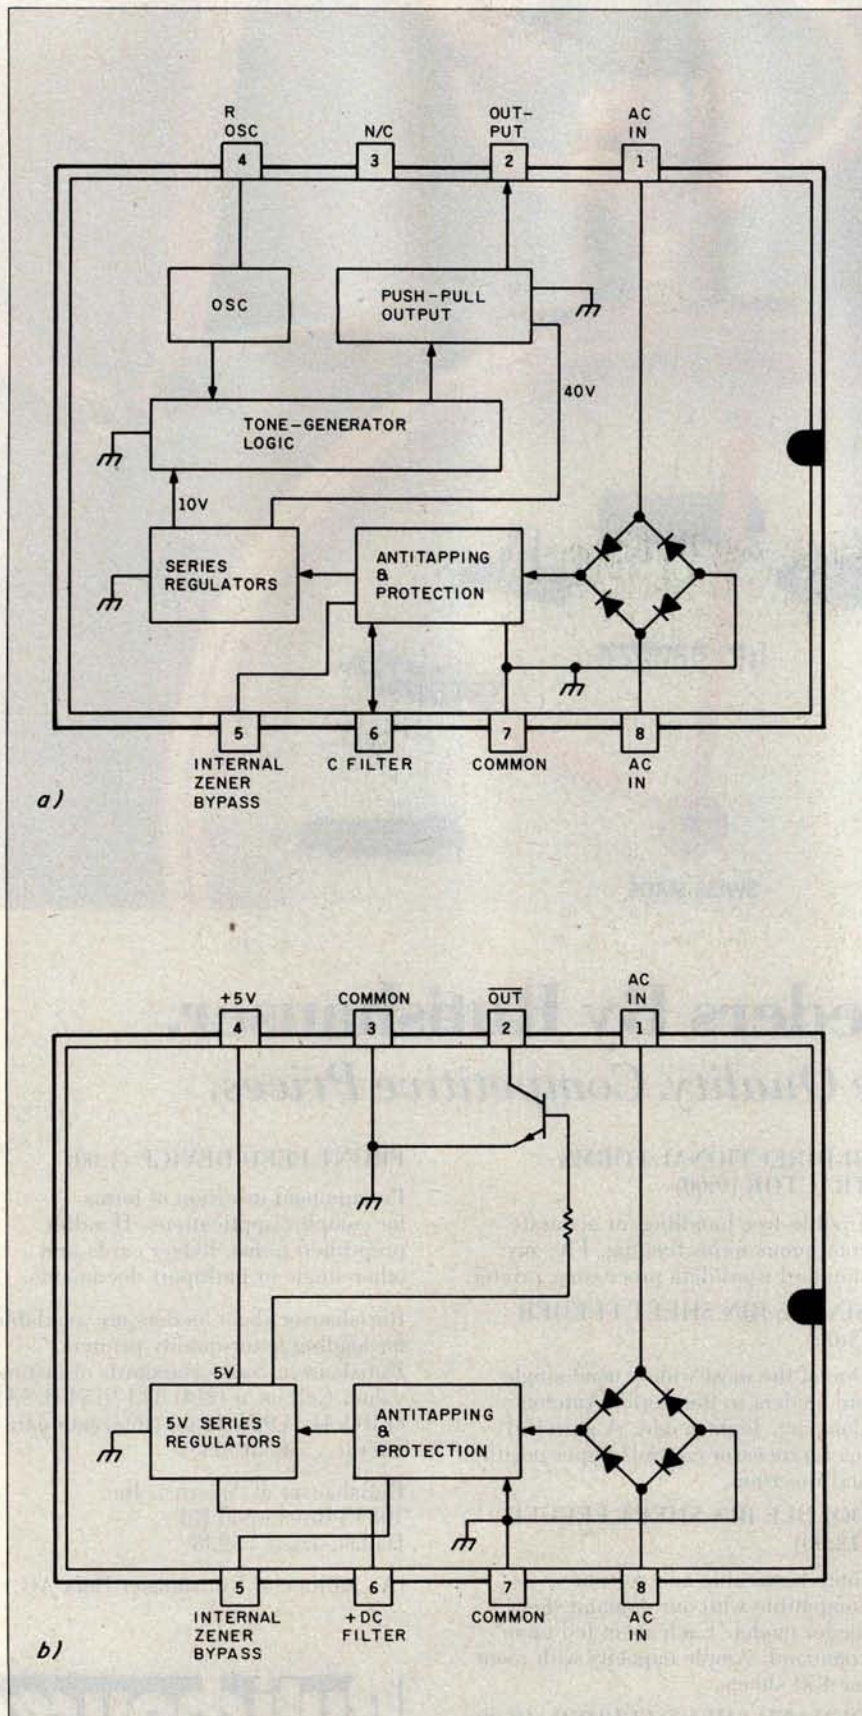 R
OSC
N/C
OUT-
PUT
AC
IN
4
3
2
1
OSC
PUSH-PULL
OUTPUT
40V
TONE-GENERATOR
LOGIC
10V
SERIES
REGULATORS
ANTITAPPING
&
PROTECTION
5
6
7
8
INTERNAL
ZENER
BYPASS
C FILTER
COMMON
AC
IN
a)
+5V
COMMON
OUT
AC
IN
4
3
2
1
5V
5V SERIES
REGULATORS
ANTITAPPING
&
PROTECTION
5
6
7
8
INTERNAL
ZENER
BYPASS
+DC
FILTER
COMMON
AC
IN
b)